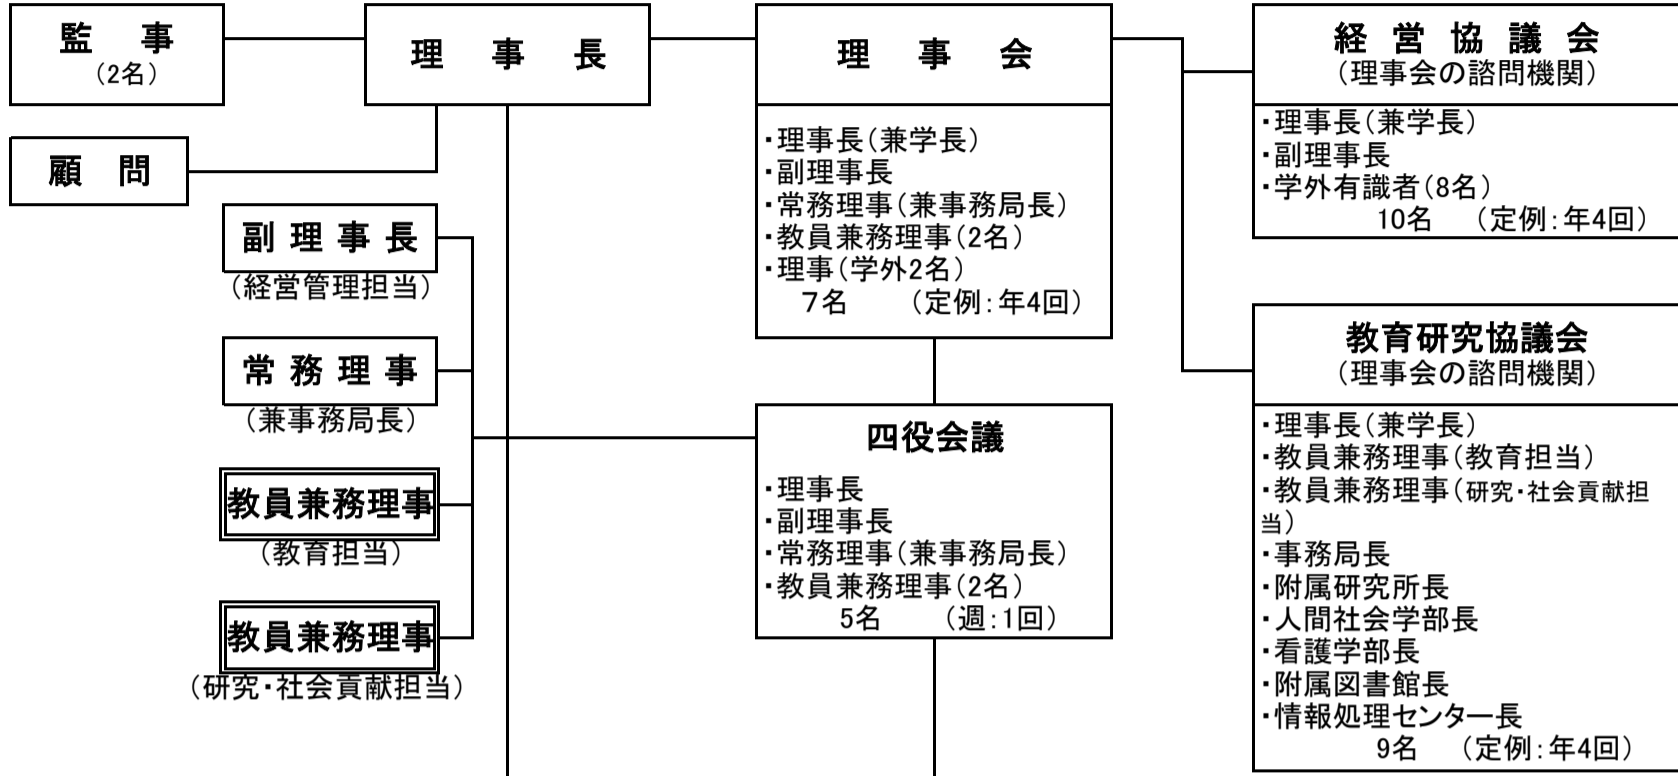 監 事
（2名）
理 事 長
理 事 会
経 営 協 議 会
（理事会の諮問機関）
・理事長（兼学長）
・副理事長
・学外有識者（8名）
10名 （定例：年4回）
・理事長（兼学長）
・副理事長
・常務理事（兼事務局長）
・教員兼務理事（2名）
・理事（学外2名）
7名 （定例：年4回）
顧 問
副 理 事 長
（経営管理担当）
常 務 理 事
（兼事務局長）
教員兼務理事
（教育担当）
教員兼務理事
（研究・社会貢献担当）
四役会議
・理事長
・副理事長
・常務理事（兼事務局長）
・教員兼務理事（2名）
5名 （週：1回）
教育研究協議会
（理事会の諮問機関）
・理事長（兼学長）
・教員兼務理事（教育担当）
・教員兼務理事（研究・社会貢献担
当）
・事務局長
・附属研究所長
・人間社会学部長
・看護学部長
・附属図書館長
・情報処理センター長
9名 （定例：年4回）